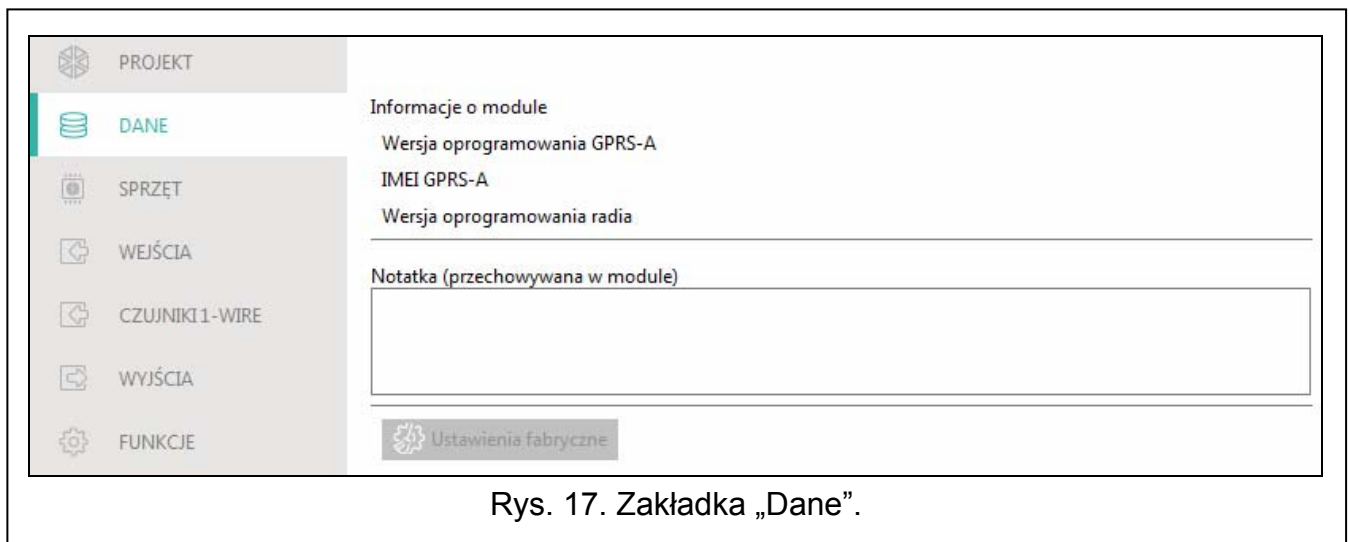 PROJEKT
DANE
SPRZĘT
WEJŚCIA
CZUJNIKI 1-WIRE
WYJŚCIA
FUNKCJE
Informacje o module
Wersja oprogramowania GPRS-A
IMEI GPRS-A
Wersja oprogramowania radia
Notatka (przechowywana w module)
Ustawienia fabryczne
Rys. 17. Zakładka „Dane”.